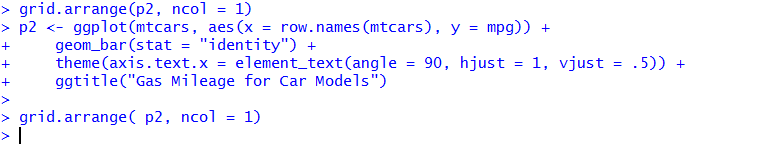 > grid.arrange(p2, ncol = 1)
> p2 <- ggplot(mtcars, aes(x = row.names(mtcars), y = mpg)) +
+     geom_bar(stat = "identity") +
+     theme(axis.text.x = element_text(angle = 90, hjust = 1, vjust = .5)) +
+     ggtitle("Gas Mileage for Car Models")
>
> grid.arrange( p2, ncol = 1)
>